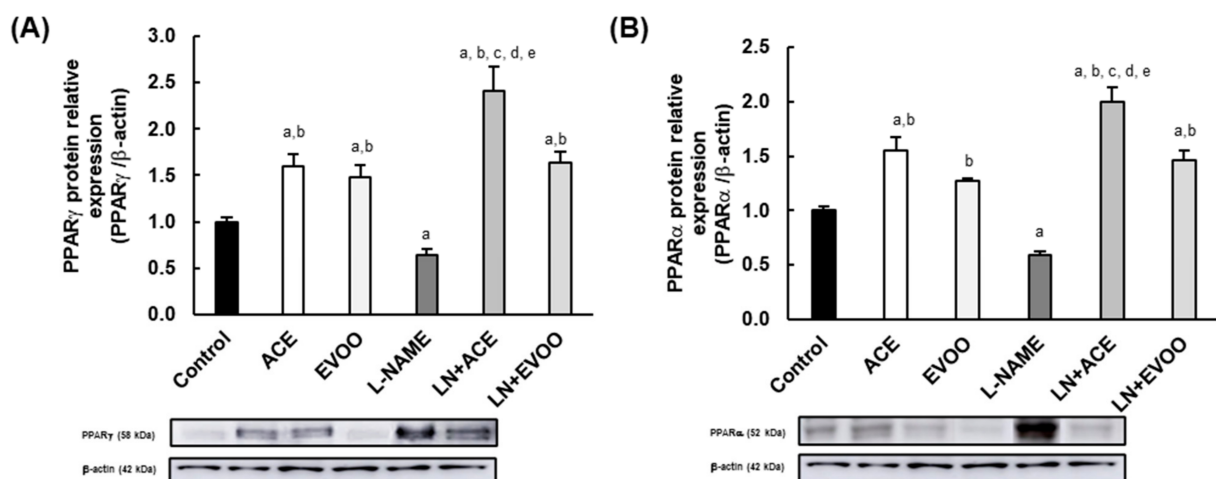 (A)
PPARγ protein relative
expression
(PPARγ /β-actin)
3.0
2.5
2.0
1.5
1.0
0.5
0.0
a,b
a,b
a
a, b, c, d, e
a,b
Control
ACE
EVOO
L-NAME
LN+ACE
LN+EVOO
PPARγ (58 kDa)
β-actin (42 kDa)
(B)
PPARα protein relative
expression
(PPARα /β-actin)
2.5
2.0
1.5
1.0
0.5
0.0
a,b
b
a
a, b, c, d, e
a,b
Control
ACE
EVOO
L-NAME
LN+ACE
LN+EVOO
PPARα (52 kDa)
β-actin (42 kDa)